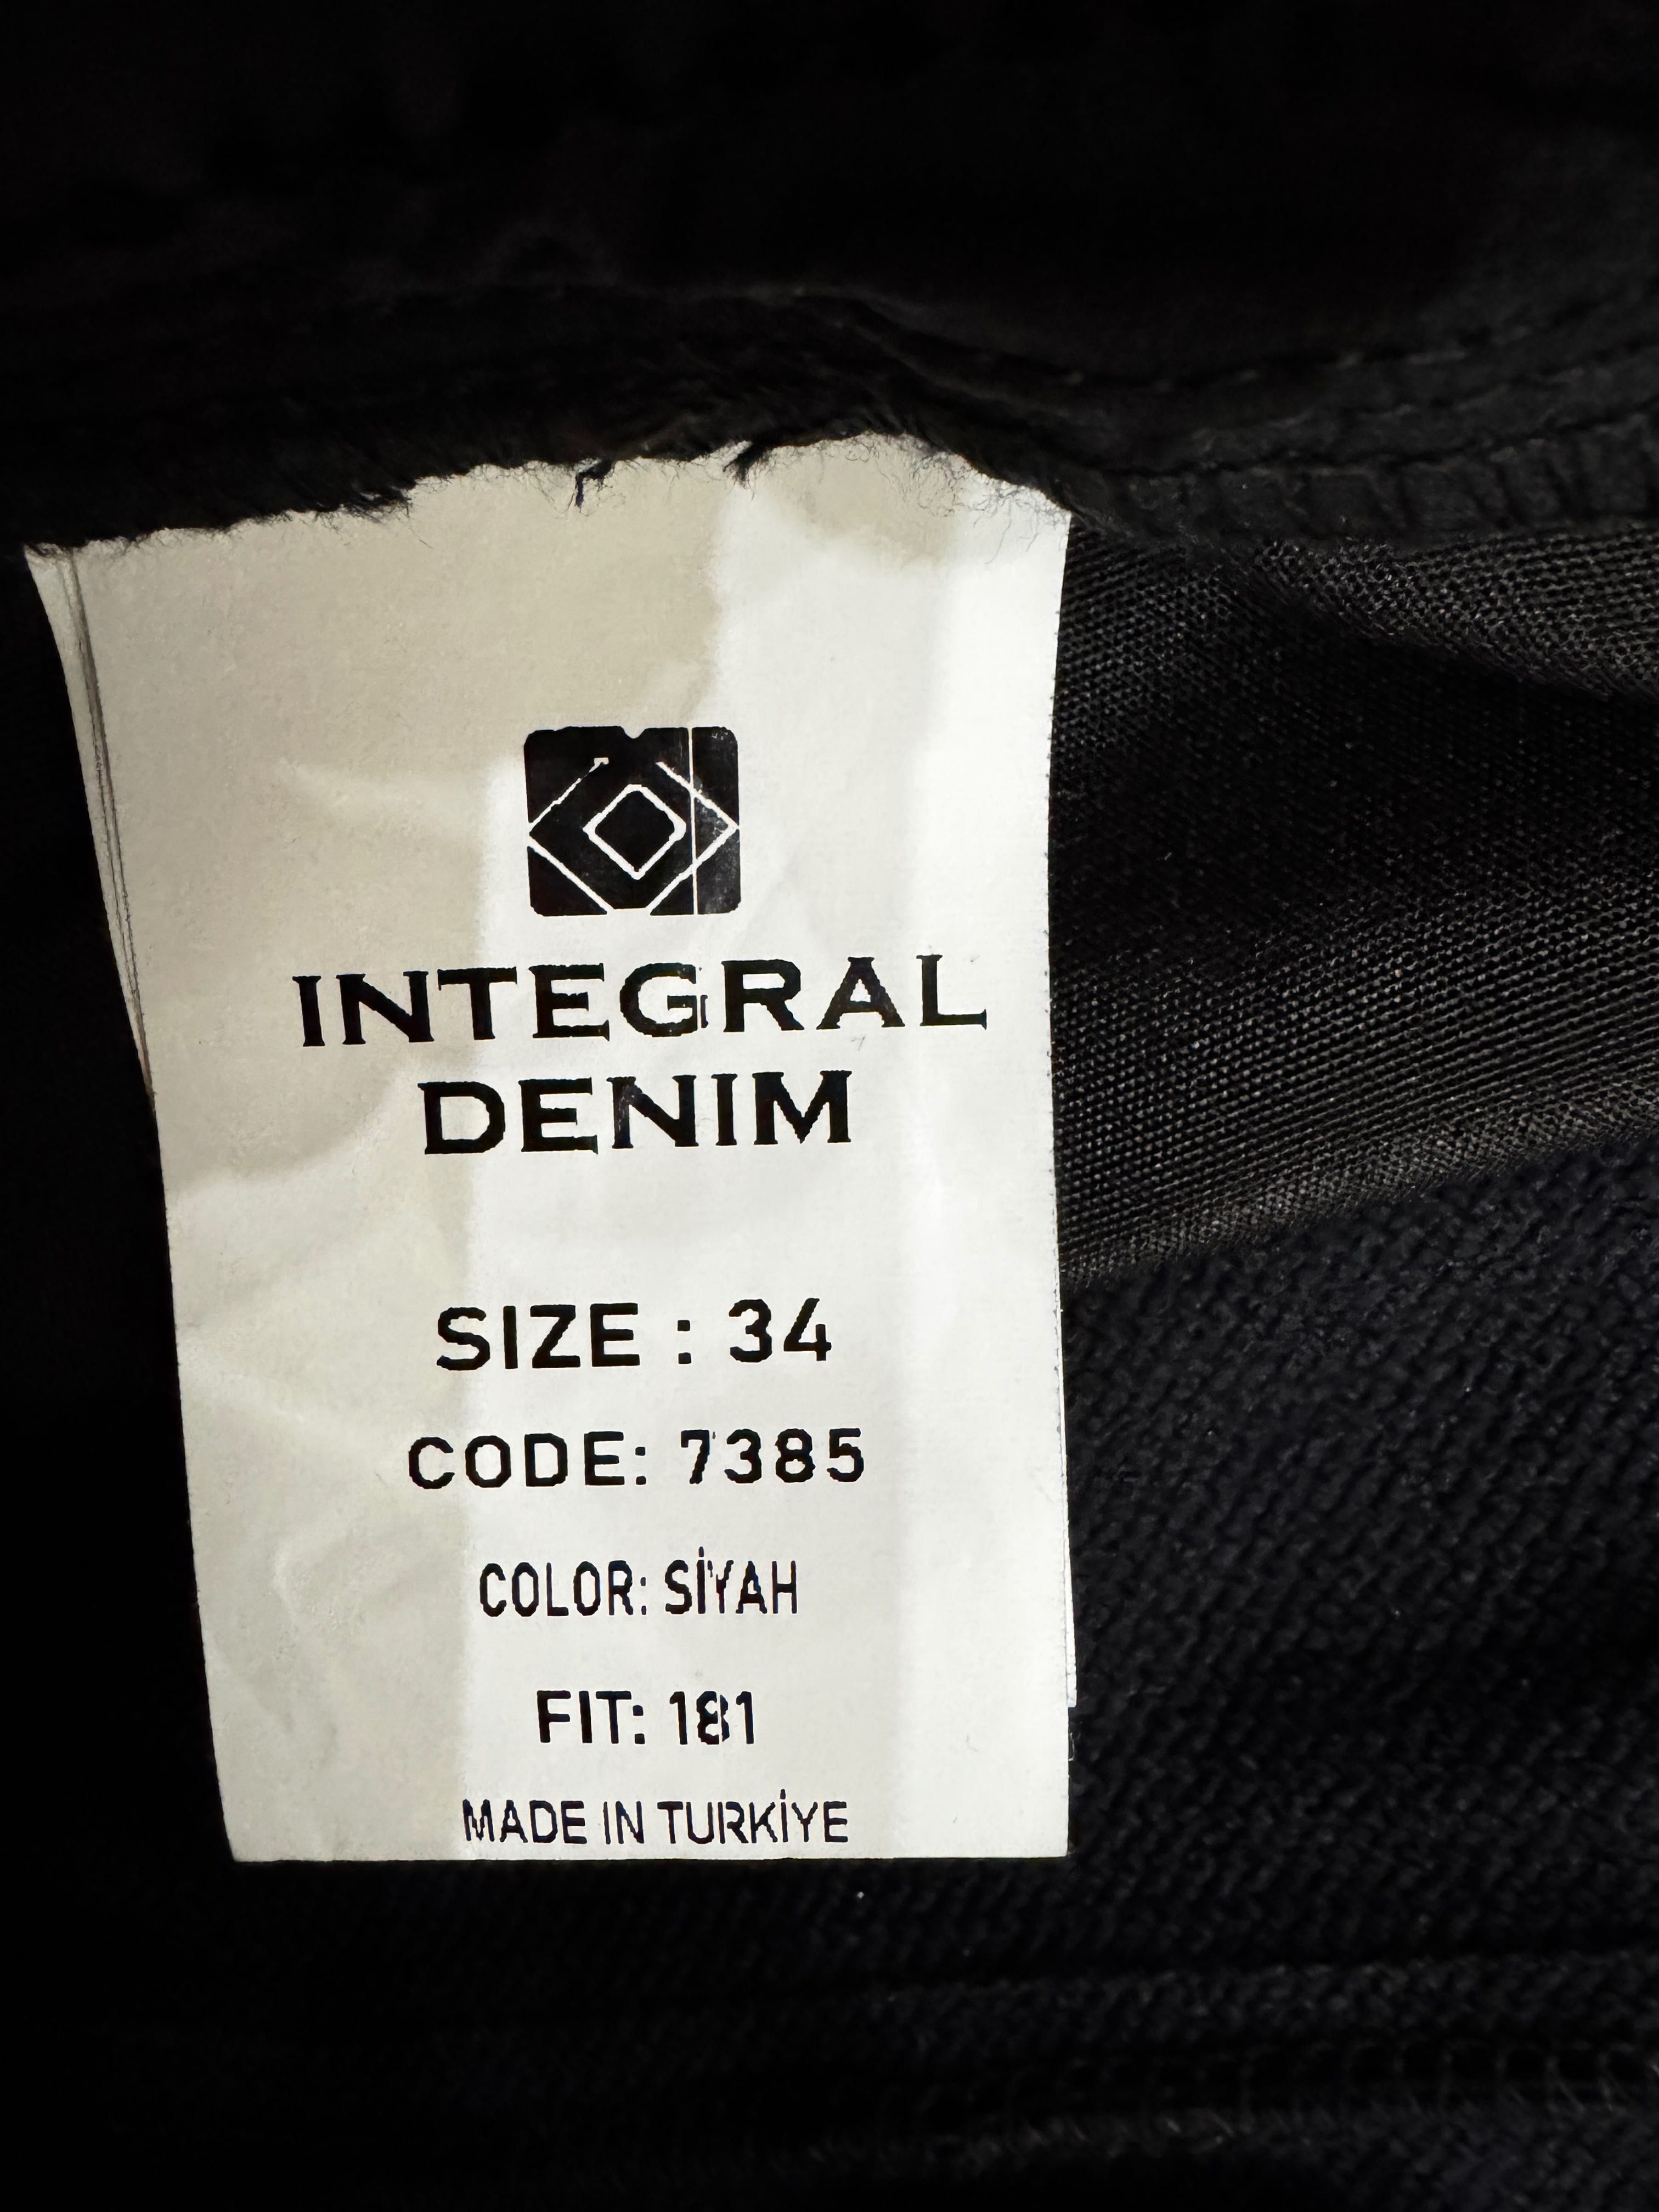 INTEGRAL
DENIM
SIZE : 34
CODE: 7385
COLOR: SİYAH
FIT: 181
MADE IN TURKİYE